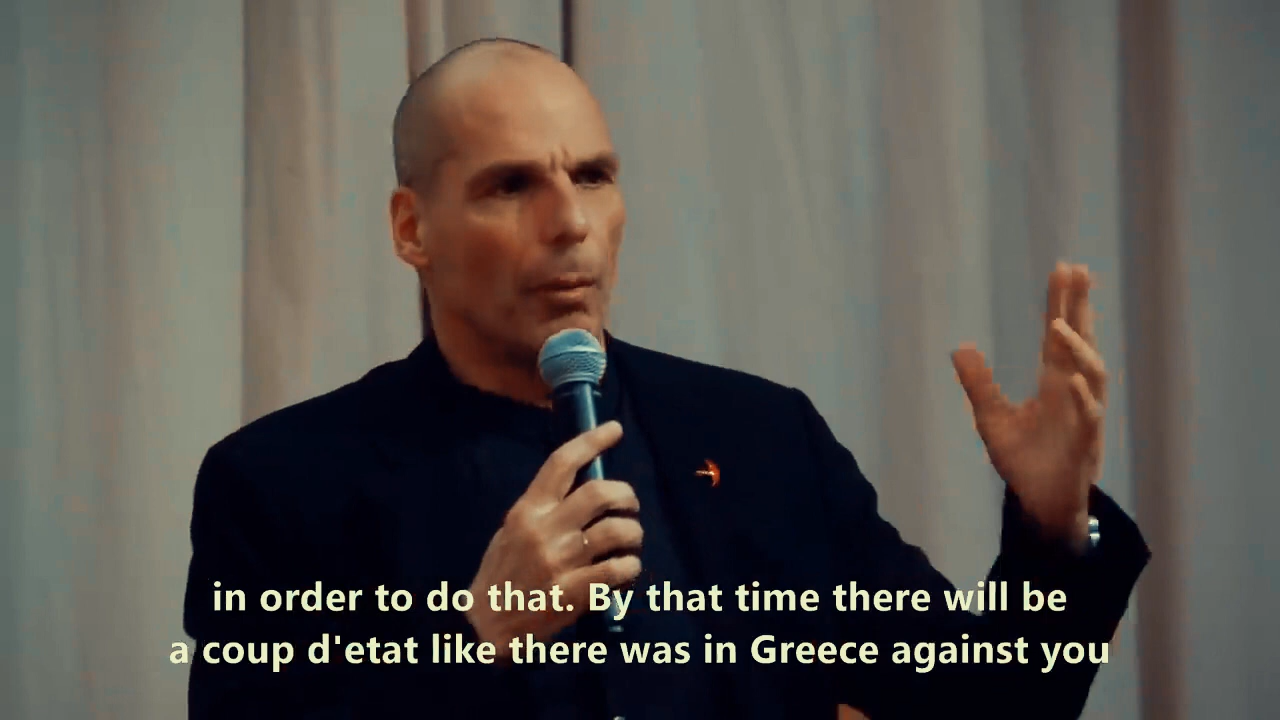 in order to do that. By that time there will be
a coup d'etat like there was in Greece against you